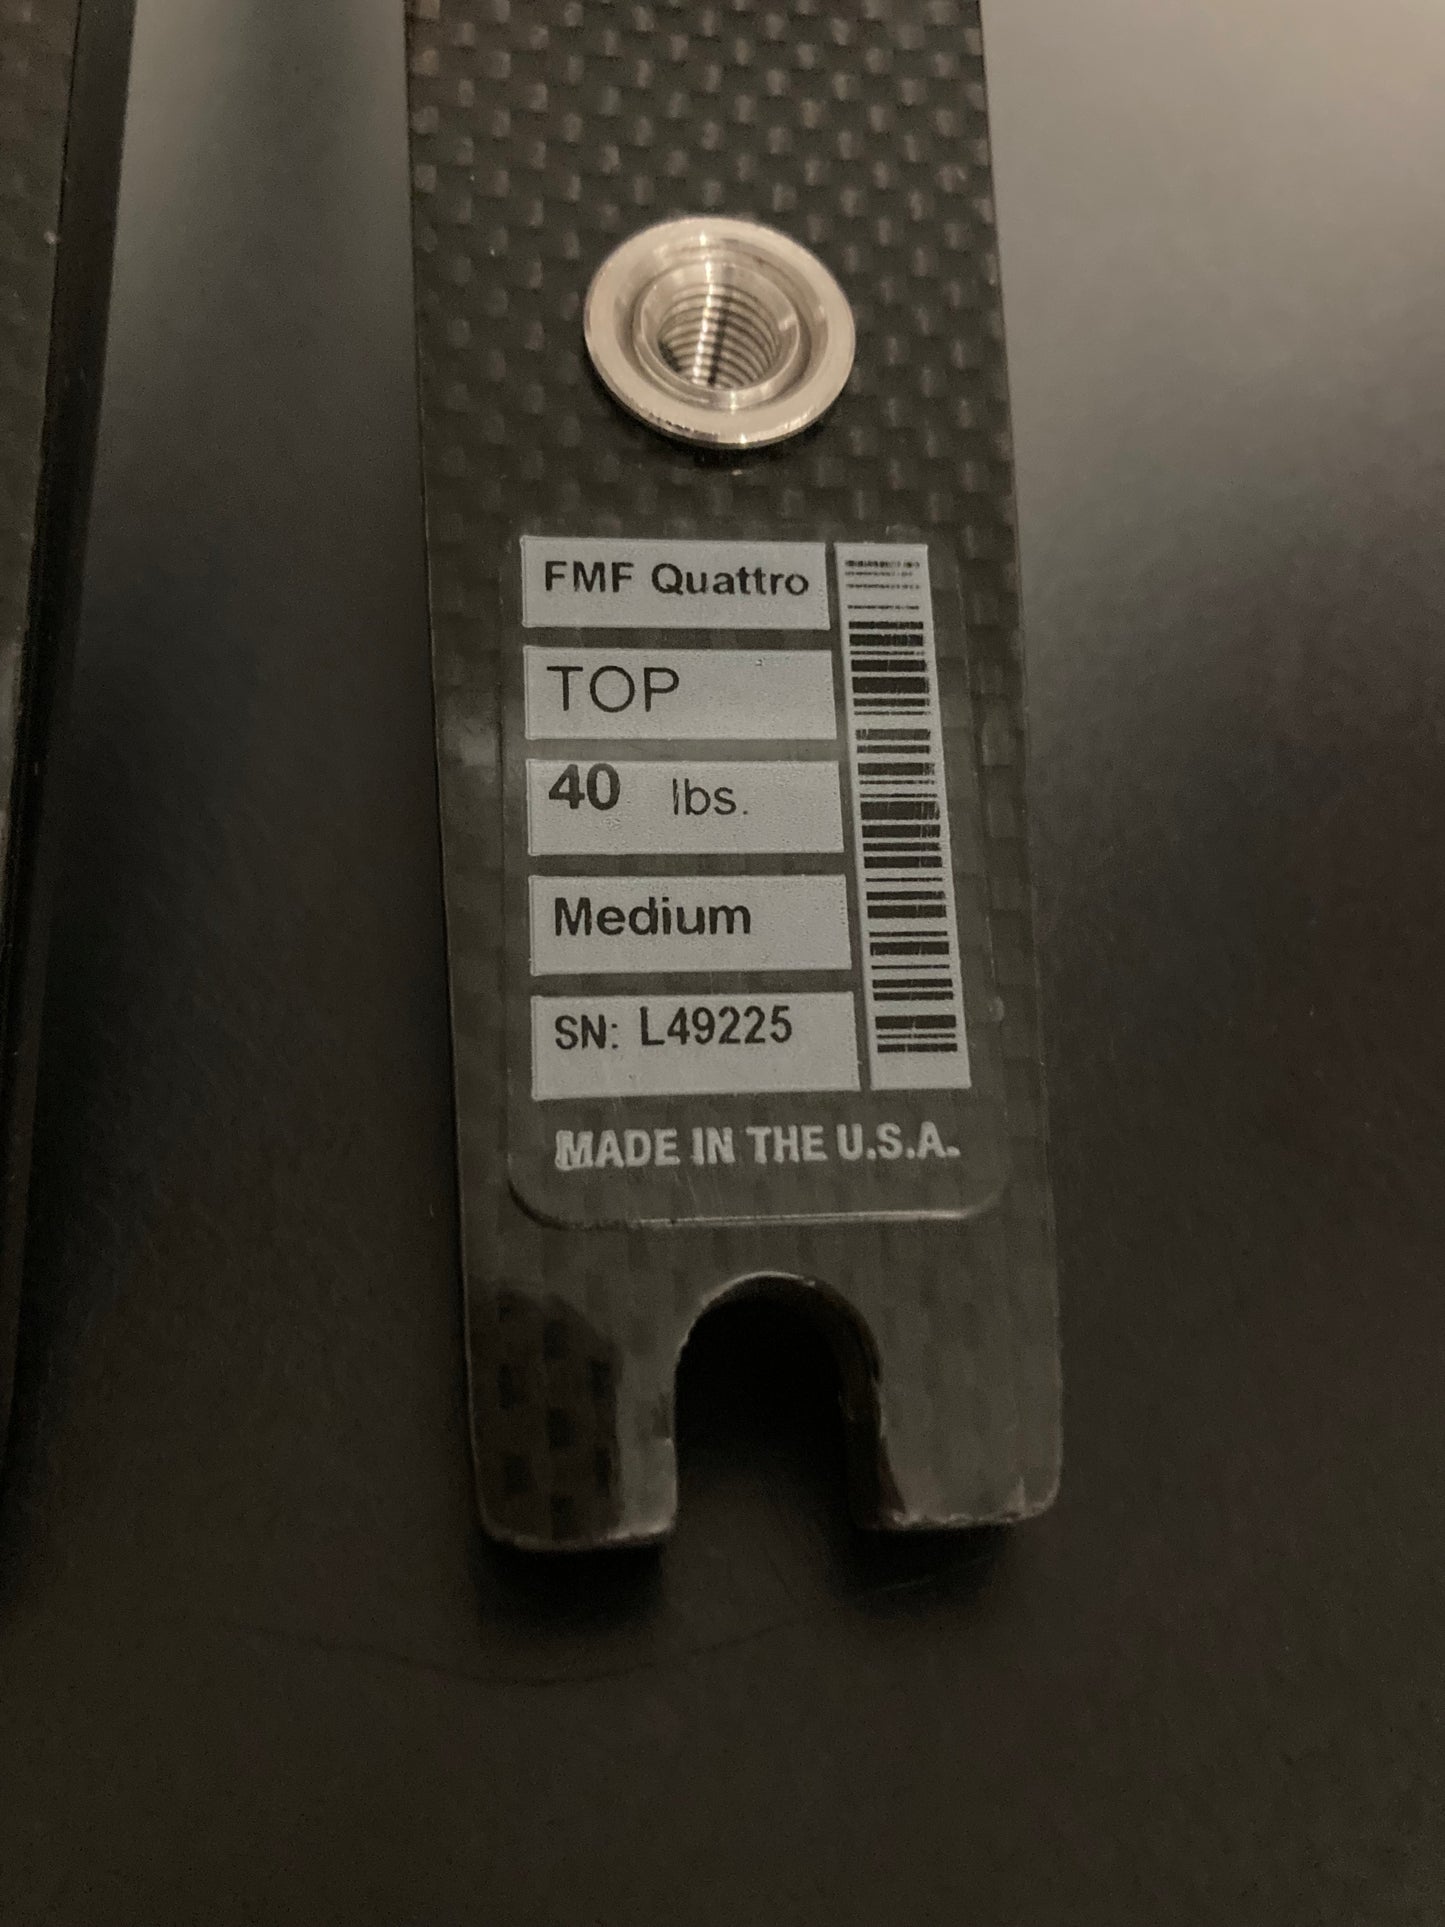 FMF Quattro
TOP
40 lbs.
Medium
SN: L49225
MADE IN THE U.S.A.